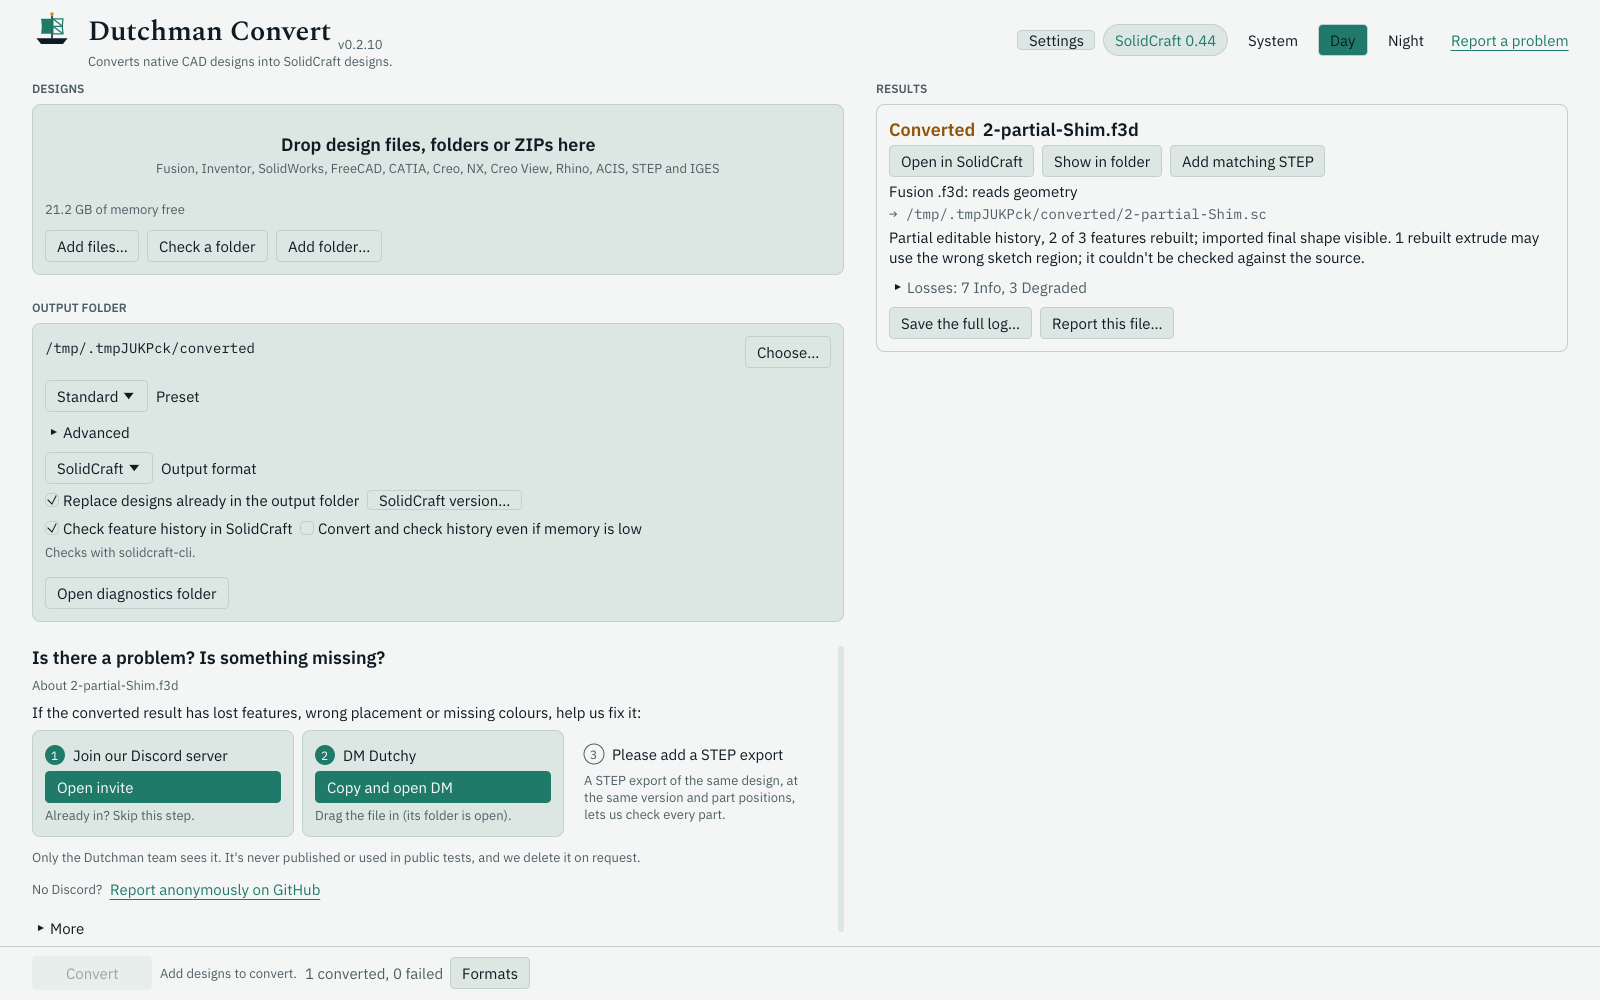 Dutchman Convert v0.2.10
Converts native CAD designs into SolidCraft designs.
Settings
SolidCraft 0.44
System
Day
Night
Report a problem
DESIGNS
Drop design files, folders or ZIPs here
Fusion, Inventor, SolidWorks, FreeCAD, CATIA, Creo, NX, Creo View, Rhino, ACIS, STEP and IGES
21.2 GB of memory free
Add files...
Check a folder
Add folder...
OUTPUT FOLDER
/tmp/.tmpJUKPck/converted
Choose...
Standard
Preset
Advanced
SolidCraft
Output format
Replace designs already in the output folder
SolidCraft version...
Check feature history in SolidCraft
Convert and check history even if memory is low
Checks with solidcraft-cli.
Open diagnostics folder
Is there a problem? Is something missing?
About 2-partial-Shim.f3d
If the converted result has lost features, wrong placement or missing colours, help us fix it:
1 Join our Discord server
Open invite
Already in? Skip this step.
2 DM Dutchy
Copy and open DM
Drag the file in (its folder is open).
3 Please add a STEP export
A STEP export of the same design, at
the same version and part positions,
lets us check every part.
Only the Dutchman team sees it. It's never published or used in public tests, and we delete it on request.
No Discord? Report anonymously on GitHub
More
RESULTS
Converted 2-partial-Shim.f3d
Open in SolidCraft
Show in folder
Add matching STEP
Fusion .f3d: reads geometry
→ /tmp/.tmpJUKPck/converted/2-partial-Shim.sc
Partial editable history, 2 of 3 features rebuilt; imported final shape visible. 1 rebuilt extrude may
use the wrong sketch region; it couldn't be checked against the source.
Losses: 7 Info, 3 Degraded
Save the full log...
Report this file...
Convert
Add designs to convert.
1 converted, 0 failed
Formats